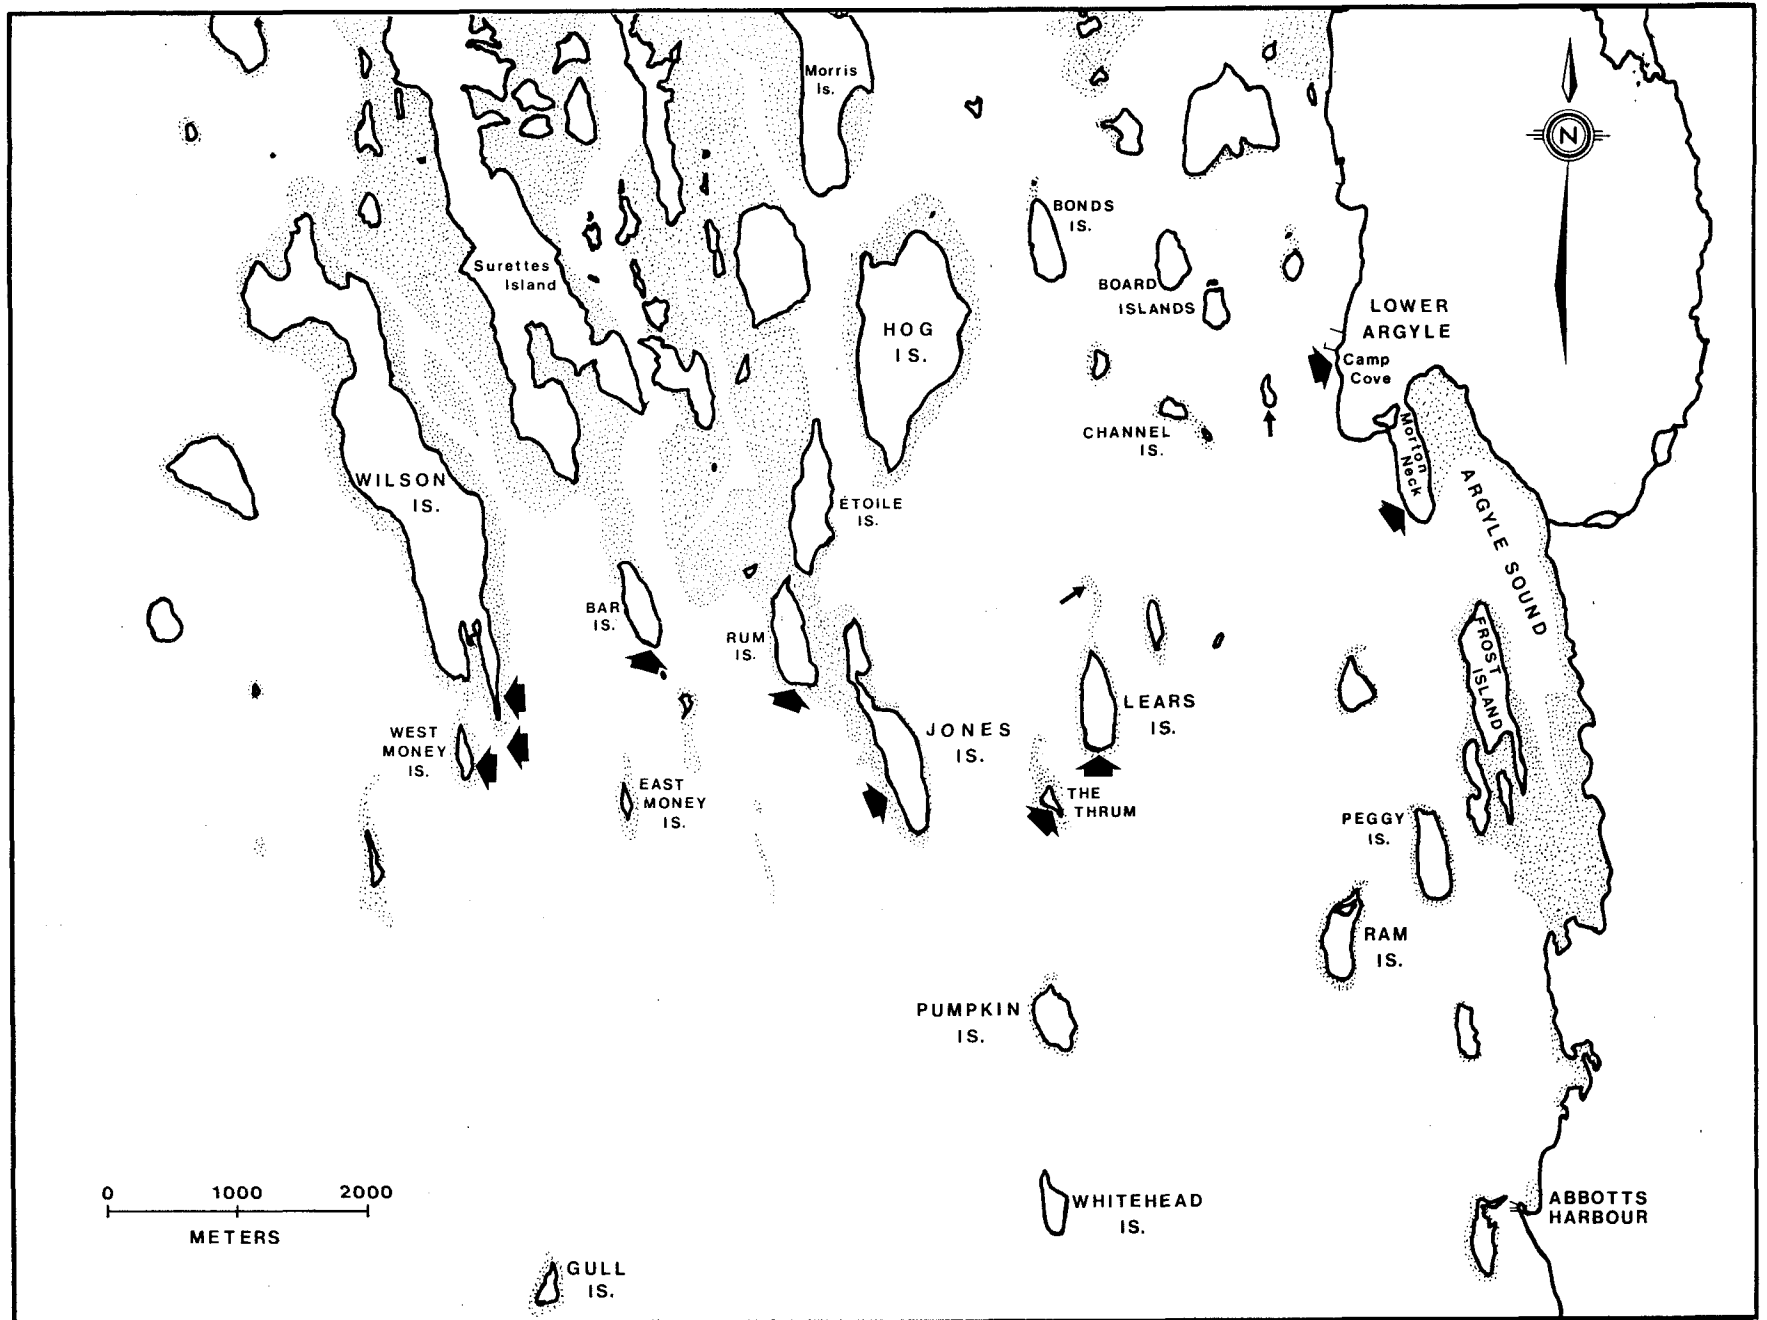 Morris
Is.
N
BONDS
IS.
Surettes
Island
BOARD
ISLANDS
LOWER
ARGYLE
HOG
IS.
Camp
Cove
CHANNEL
IS.
Morton
Neck
WILSON
IS.
ÉTOILE
IS.
ARGYLE SOUND
BAR
IS.
RUM
IS.
FROST
ISLAND
LEARS
IS.
WEST
MONEY
IS.
JONES
IS.
EAST
MONEY
IS.
THE
THRUM
PEGGY
IS.
RAM
IS.
PUMPKIN
IS.
0 1000 2000
METERS
WHITEHEAD
IS.
ABBOTTS
HARBOUR
GULL
IS.